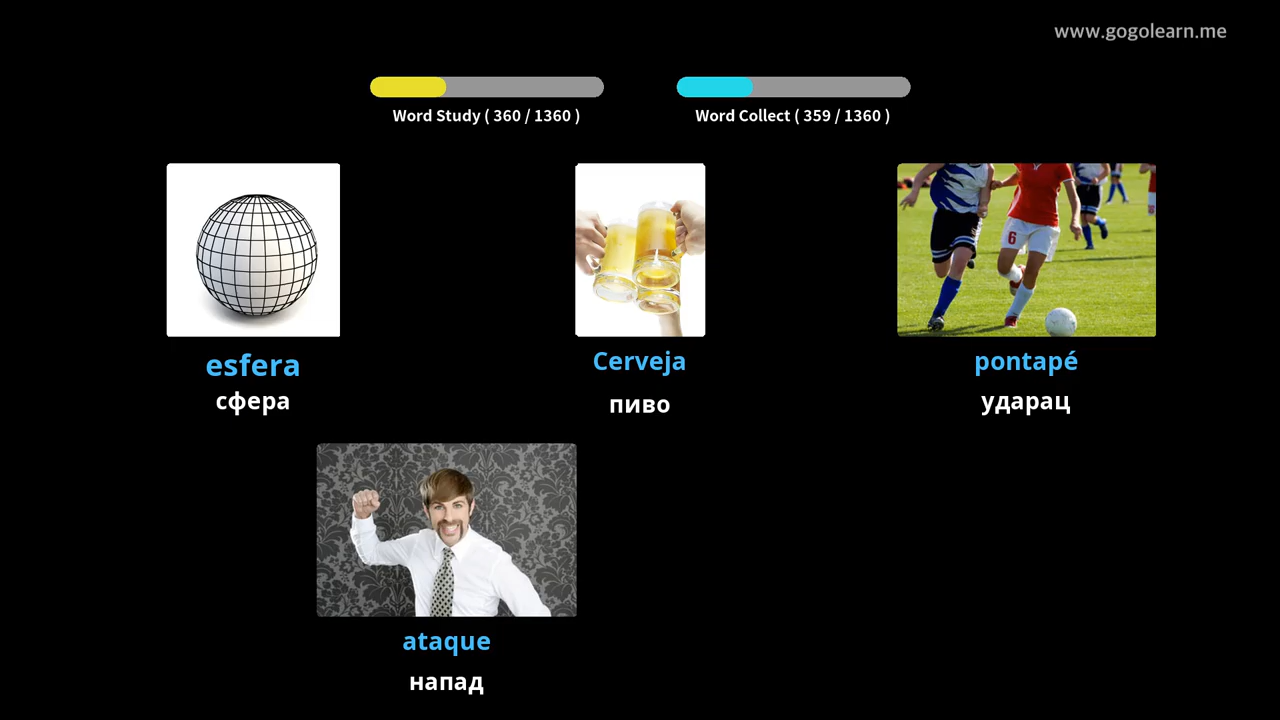 www.gogolearn.me
Word Study ( 360 / 1360 )
Word Collect ( 359 / 1360 )
esfera
сфера
Cerveja
пиво
6
pontapé
ударац
ataque
напад